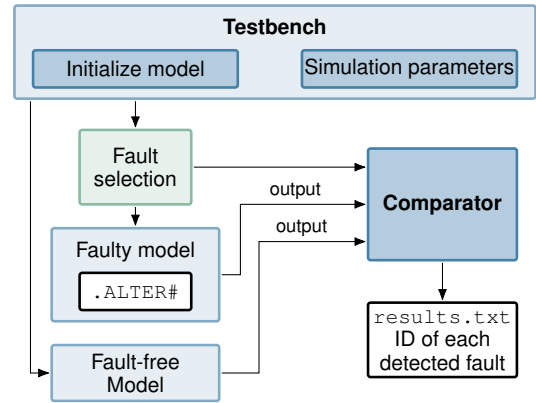 Testbench
Initialize model
Simulation parameters
Fault
selection
output
Comparator
output
Faulty model
.ALTER#
results.txt
ID of each
detected fault
Fault-free
Model